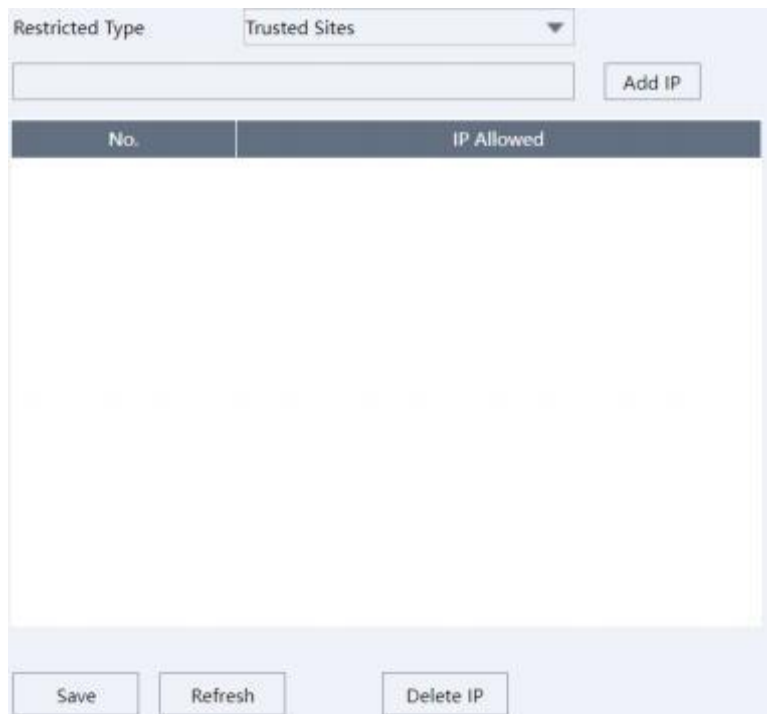 Restricted Type Trusted Sites
Add IP
No. IP Allowed
Save Refresh Delete IP